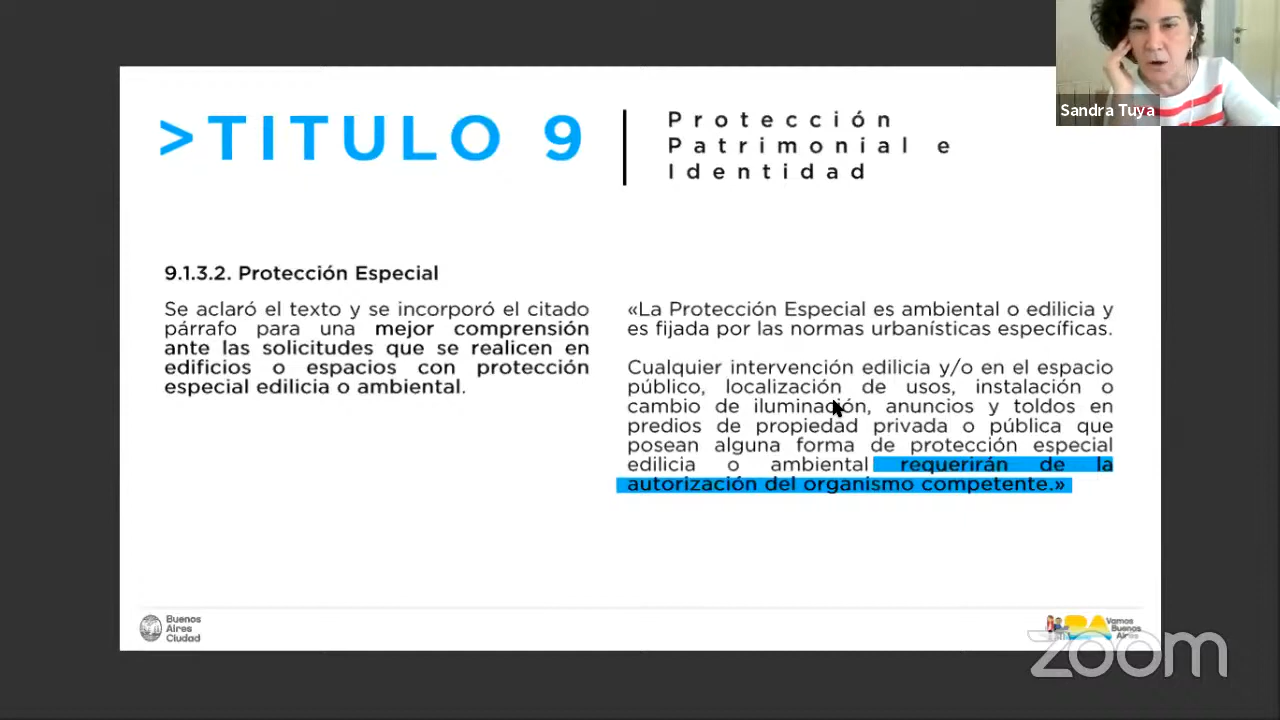 Sandra Tuya
>TITULO 9
Protección
Patrimonial e
Identidad
9.1.3.2. Protección Especial
Se aclaró el texto y se incorporó el citado
párrafo para una mejor comprensión
ante las solicitudes que se realicen en
edificios o espacios con protección
especial edilicia o ambiental.
«La Protección Especial es ambiental o edilicia y
es fijada por las normas urbanísticas específicas.
Cualquier intervención edilicia y/o en el espacio
público, localización de usos, instalación o
cambio de iluminación, anuncios y toldos en
predios de propiedad privada o pública que
posean alguna forma de protección especial
edilicia o ambiental requerirán de la
autorización del organismo competente.»
Buenos
Aires
Ciudad
BA
Vamos
Buenos
Aires
zoom